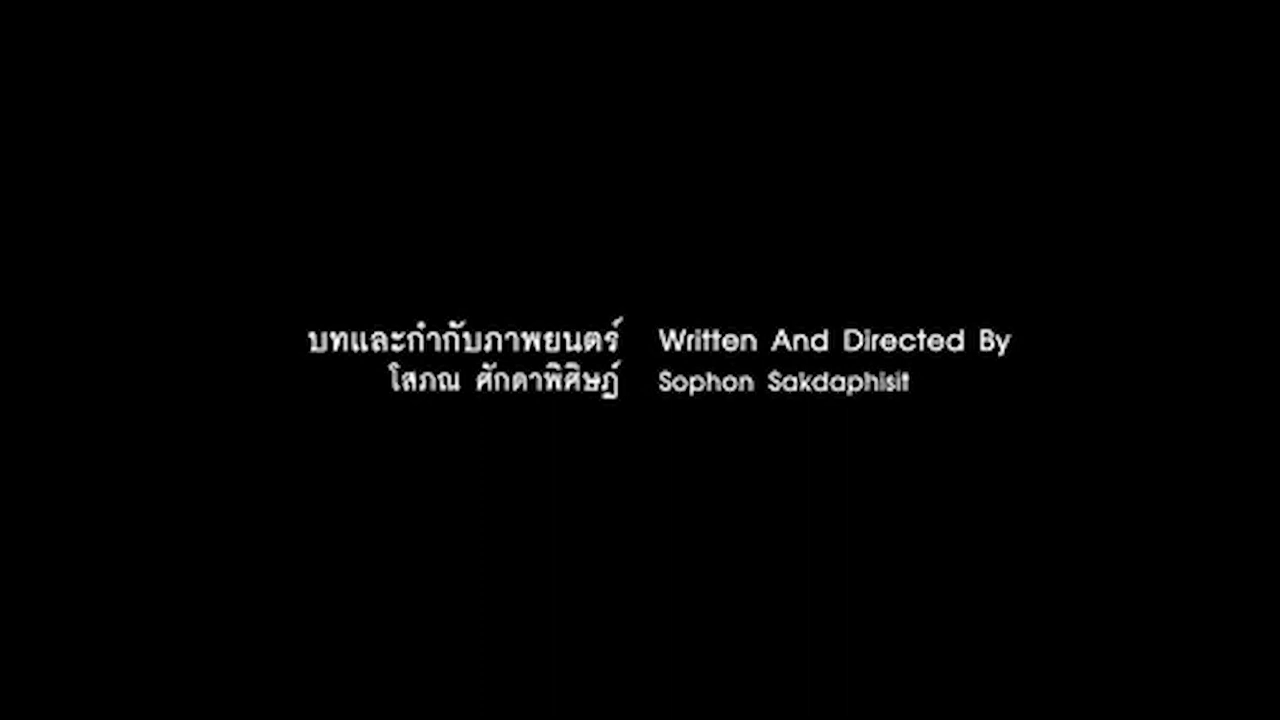 บทและกำกับภาพยนตร์ Written And Directed By
โสภณ ศักดาพิศิษฏ์ Sophon Sakdaphisit